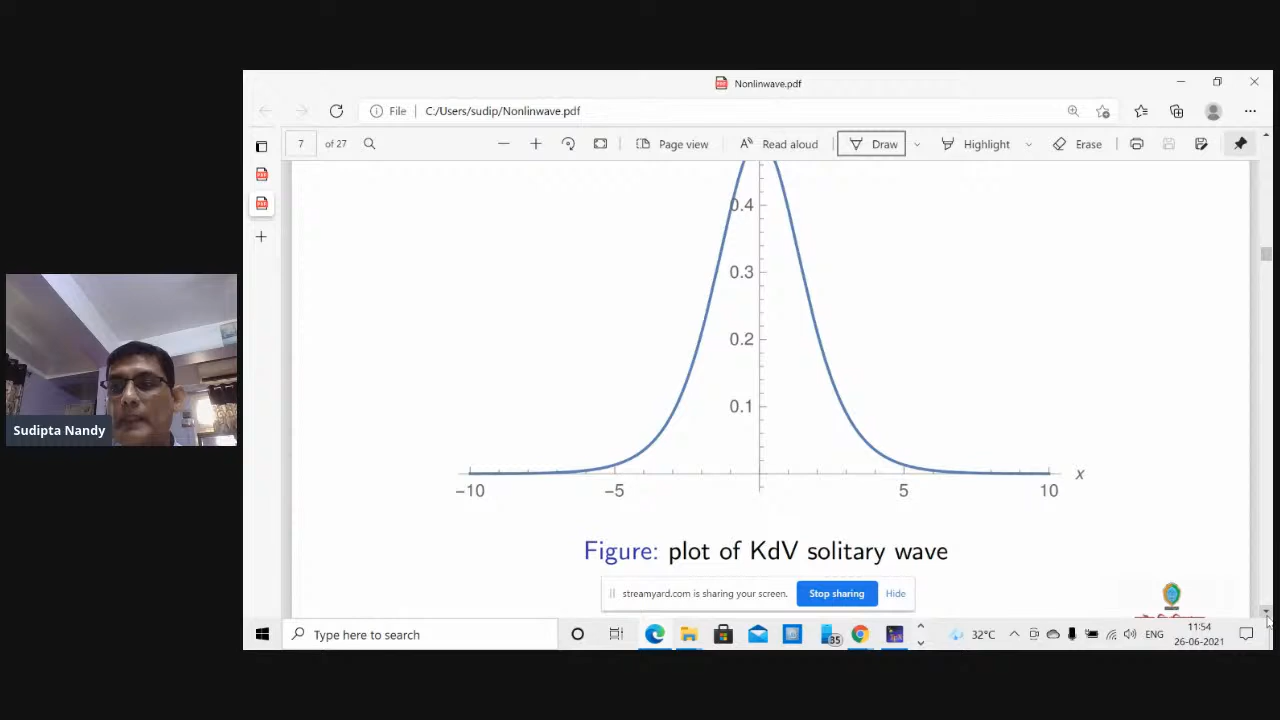 Nonlinwave.pdf
File C:/Users/sudip/Nonlinwave.pdf
7 of 27 Page view Read aloud Draw Highlight Erase
0.4
0.3
0.2
0.1
−10 −5 5 10 x
Figure: plot of KdV solitary wave
streamyard.com is sharing your screen. Stop sharing Hide
Sudipta Nandy
Type here to search 35 32°C ENG 11:54
26-06-2021